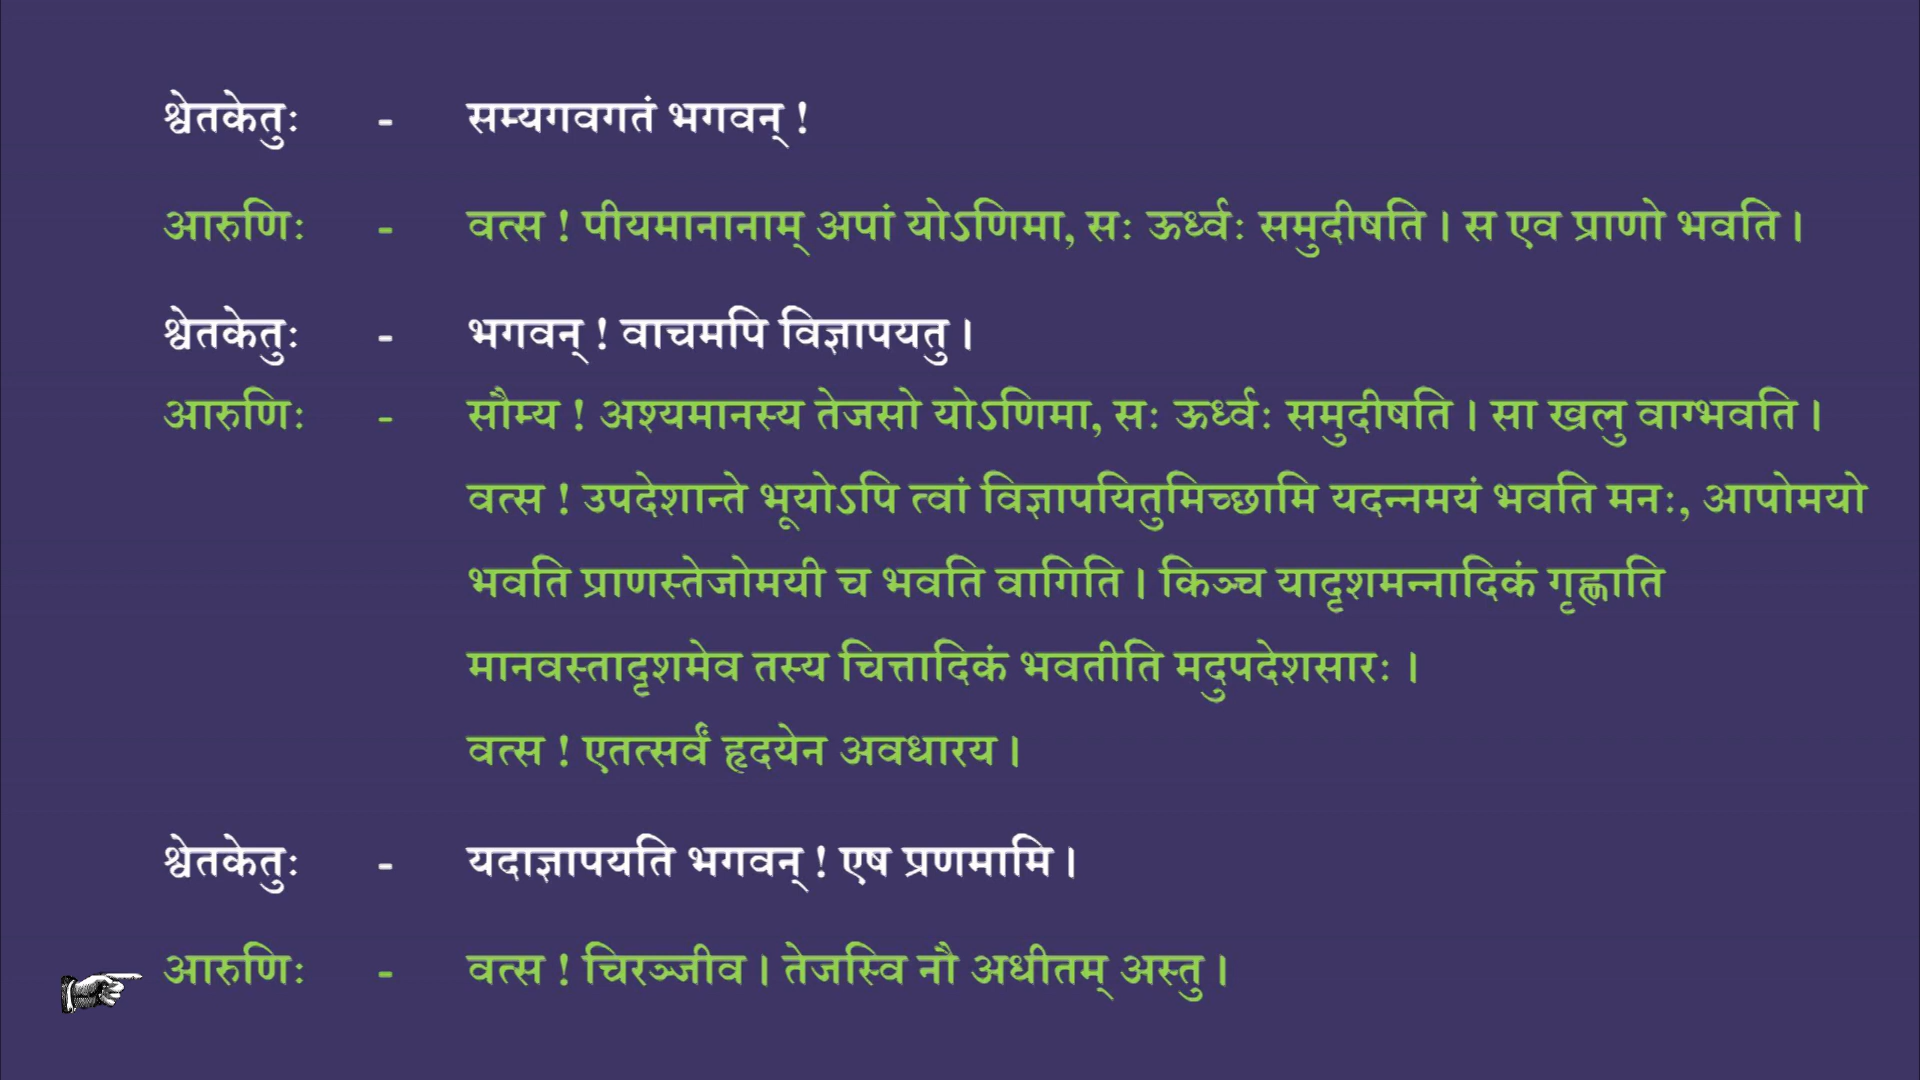 श्वेतकेतुः - सम्यगवगतं भगवन् !
आरुणिः - वत्स ! पीयमानानाम् अपां योऽणिमा, सः ऊर्ध्वः समुदीषति । स एव प्राणो भवति ।
श्वेतकेतुः - भगवन् ! वाचमपि विज्ञापयतु ।
आरुणिः - सौम्य ! अश्यमानस्य तेजसो योऽणिमा, सः ऊर्ध्वः समुदीषति । सा खलु वाग्भवति ।
वत्स ! उपदेशान्ते भूयोऽपि त्वां विज्ञापयितुमिच्छामि यदन्नमयं भवति मनः, आपोमयो
भवति प्राणस्तेजोमयी च भवति वागिति । किञ्च यादृशमन्नादिकं गृह्णाति
मानवस्तादृशमेव तस्य चित्तादिकं भवतीति मदुपदेशसारः ।
वत्स ! एतत्सर्वं हृदयेन अवधारय ।
श्वेतकेतुः - यदाज्ञापयति भगवन् ! एष प्रणमामि ।
आरुणिः - वत्स ! चिरञ्जीव । तेजस्वि नौ अधीतम् अस्तु ।